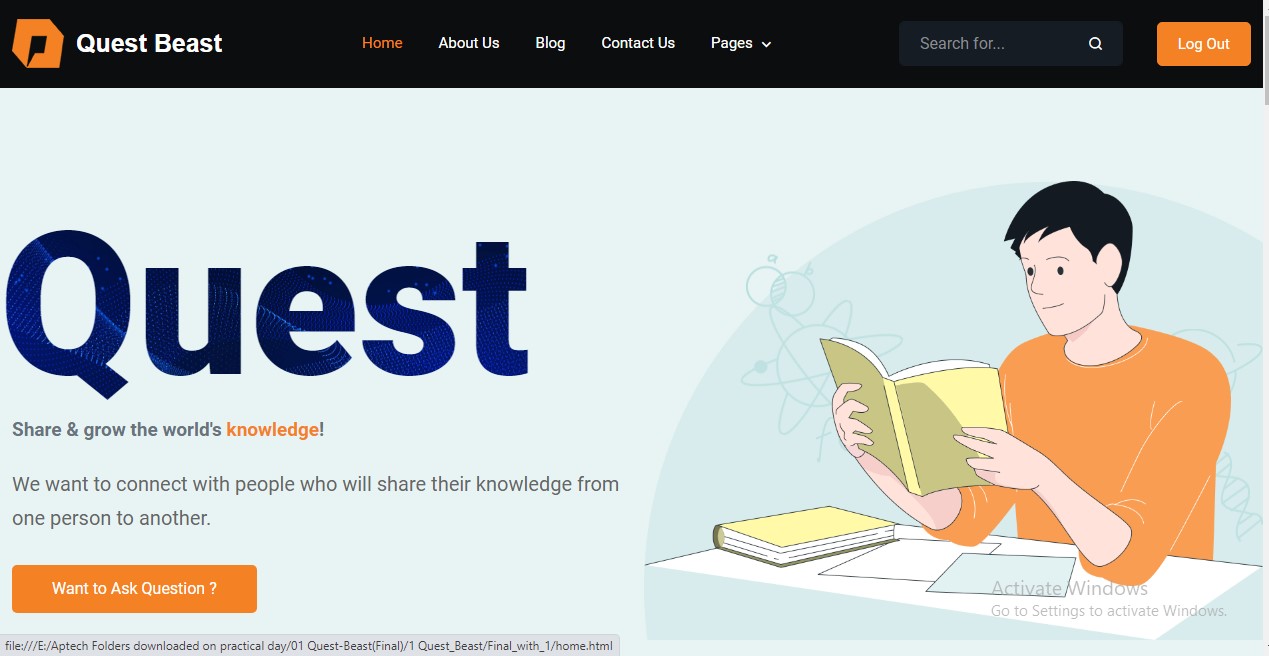 Quest Beast
Home
About Us
Blog
Contact Us
Pages
Search for...
Log Out
Quest
Share & grow the world's knowledge!
We want to connect with people who will share their knowledge from
one person to another.
Want to Ask Question ?
a
b
Activate Windows
Go to Settings to activate Windows.
file:///E:/Aptech Folders downloaded on practical day/01 Quest-Beast(Final)/1 Quest_Beast/Final_with_1/home.html